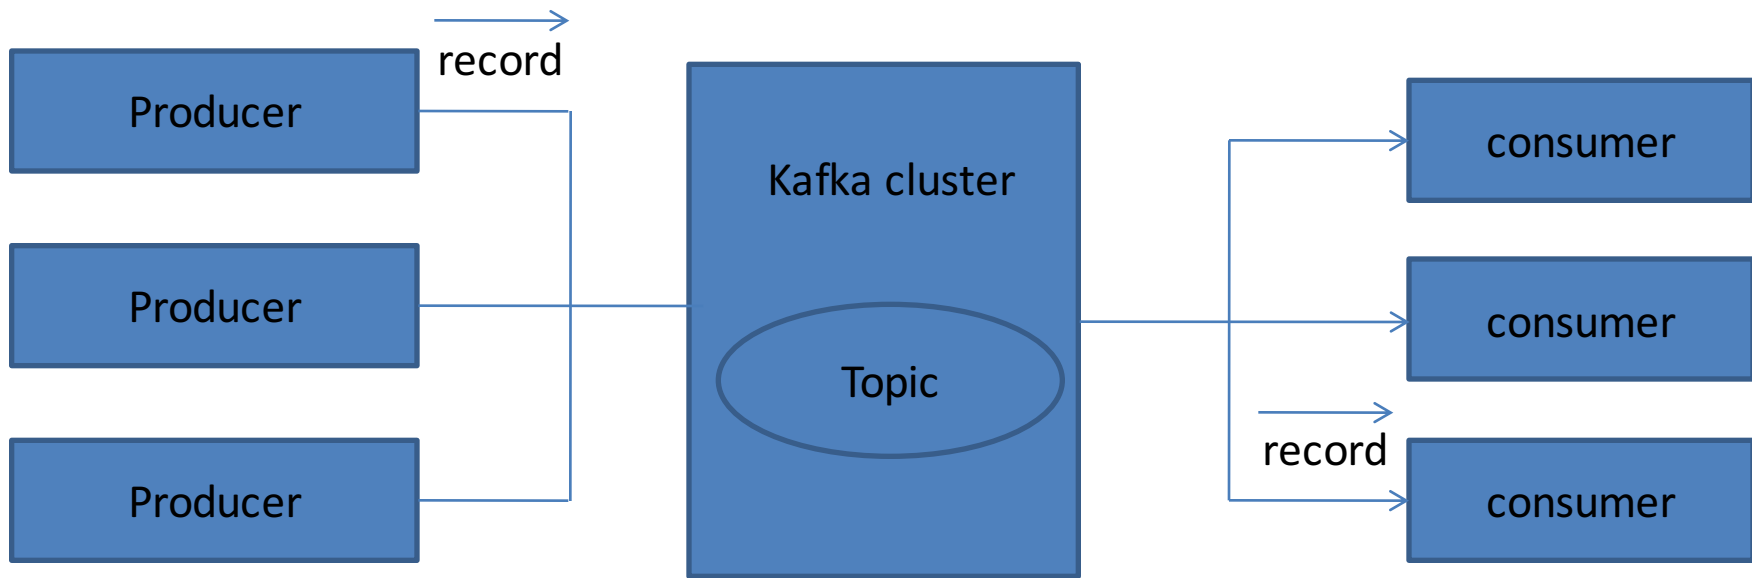 record
Producer
Producer
Producer
Kafka cluster
Topic
consumer
consumer
record
consumer